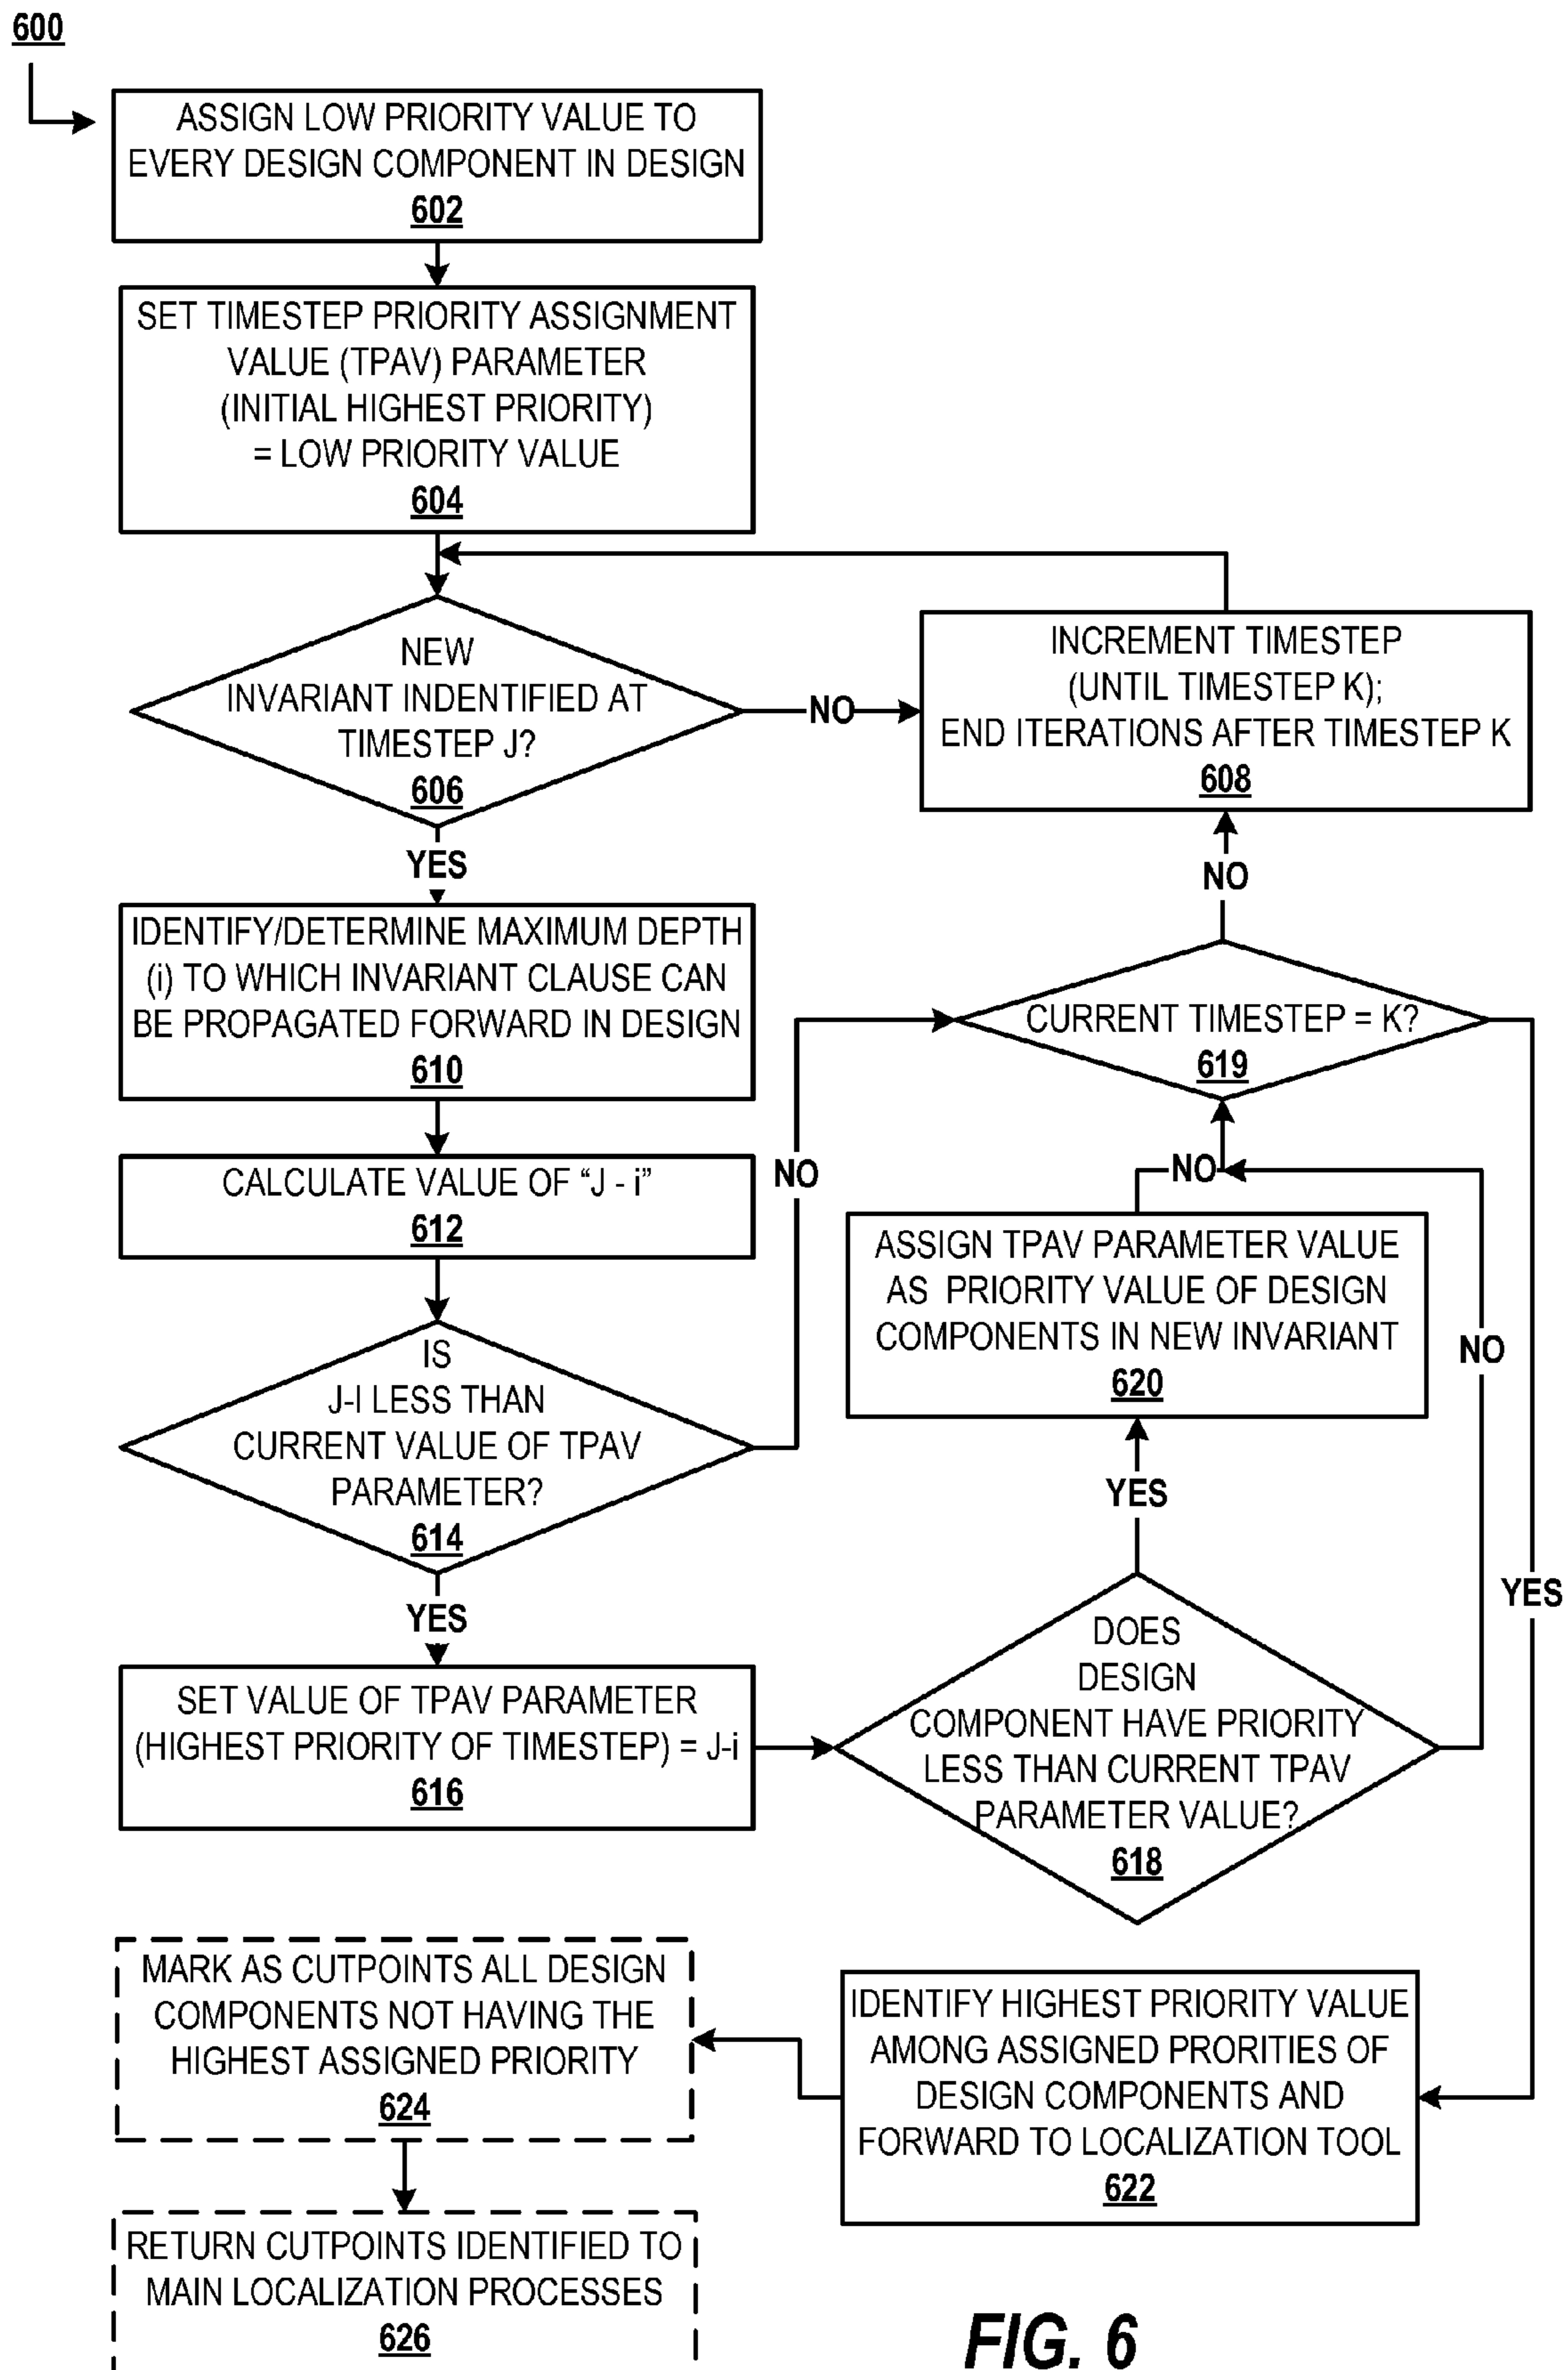 600
ASSIGN LOW PRIORITY VALUE TO
EVERY DESIGN COMPONENT IN DESIGN
602
SET TIMESTEP PRIORITY ASSIGNMENT
VALUE (TPAV) PARAMETER
(INITIAL HIGHEST PRIORITY)
= LOW PRIORITY VALUE
604
NEW
INVARIANT INDENTIFIED AT
TIMESTEP J?
606
NO
INCREMENT TIMESTEP
(UNTIL TIMESTEP K);
END ITERATIONS AFTER TIMESTEP K
608
YES
NO
IDENTIFY/DETERMINE MAXIMUM DEPTH
(i) TO WHICH INVARIANT CLAUSE CAN
BE PROPAGATED FORWARD IN DESIGN
610
CURRENT TIMESTEP = K?
619
CALCULATE VALUE OF “J - i”
612
NO
NO
ASSIGN TPAV PARAMETER VALUE
AS PRIORITY VALUE OF DESIGN
COMPONENTS IN NEW INVARIANT
620
NO
IS
J-I LESS THAN
CURRENT VALUE OF TPAV
PARAMETER?
614
YES
YES
YES
SET VALUE OF TPAV PARAMETER
(HIGHEST PRIORITY OF TIMESTEP) = J-i
616
DOES
DESIGN
COMPONENT HAVE PRIORITY
LESS THAN CURRENT TPAV
PARAMETER VALUE?
618
MARK AS CUTPOINTS ALL DESIGN
COMPONENTS NOT HAVING THE
HIGHEST ASSIGNED PRIORITY
624
IDENTIFY HIGHEST PRIORITY VALUE
AMONG ASSIGNED PRORITIES OF
DESIGN COMPONENTS AND
FORWARD TO LOCALIZATION TOOL
622
RETURN CUTPOINTS IDENTIFIED TO
MAIN LOCALIZATION PROCESSES
626
FIG. 6